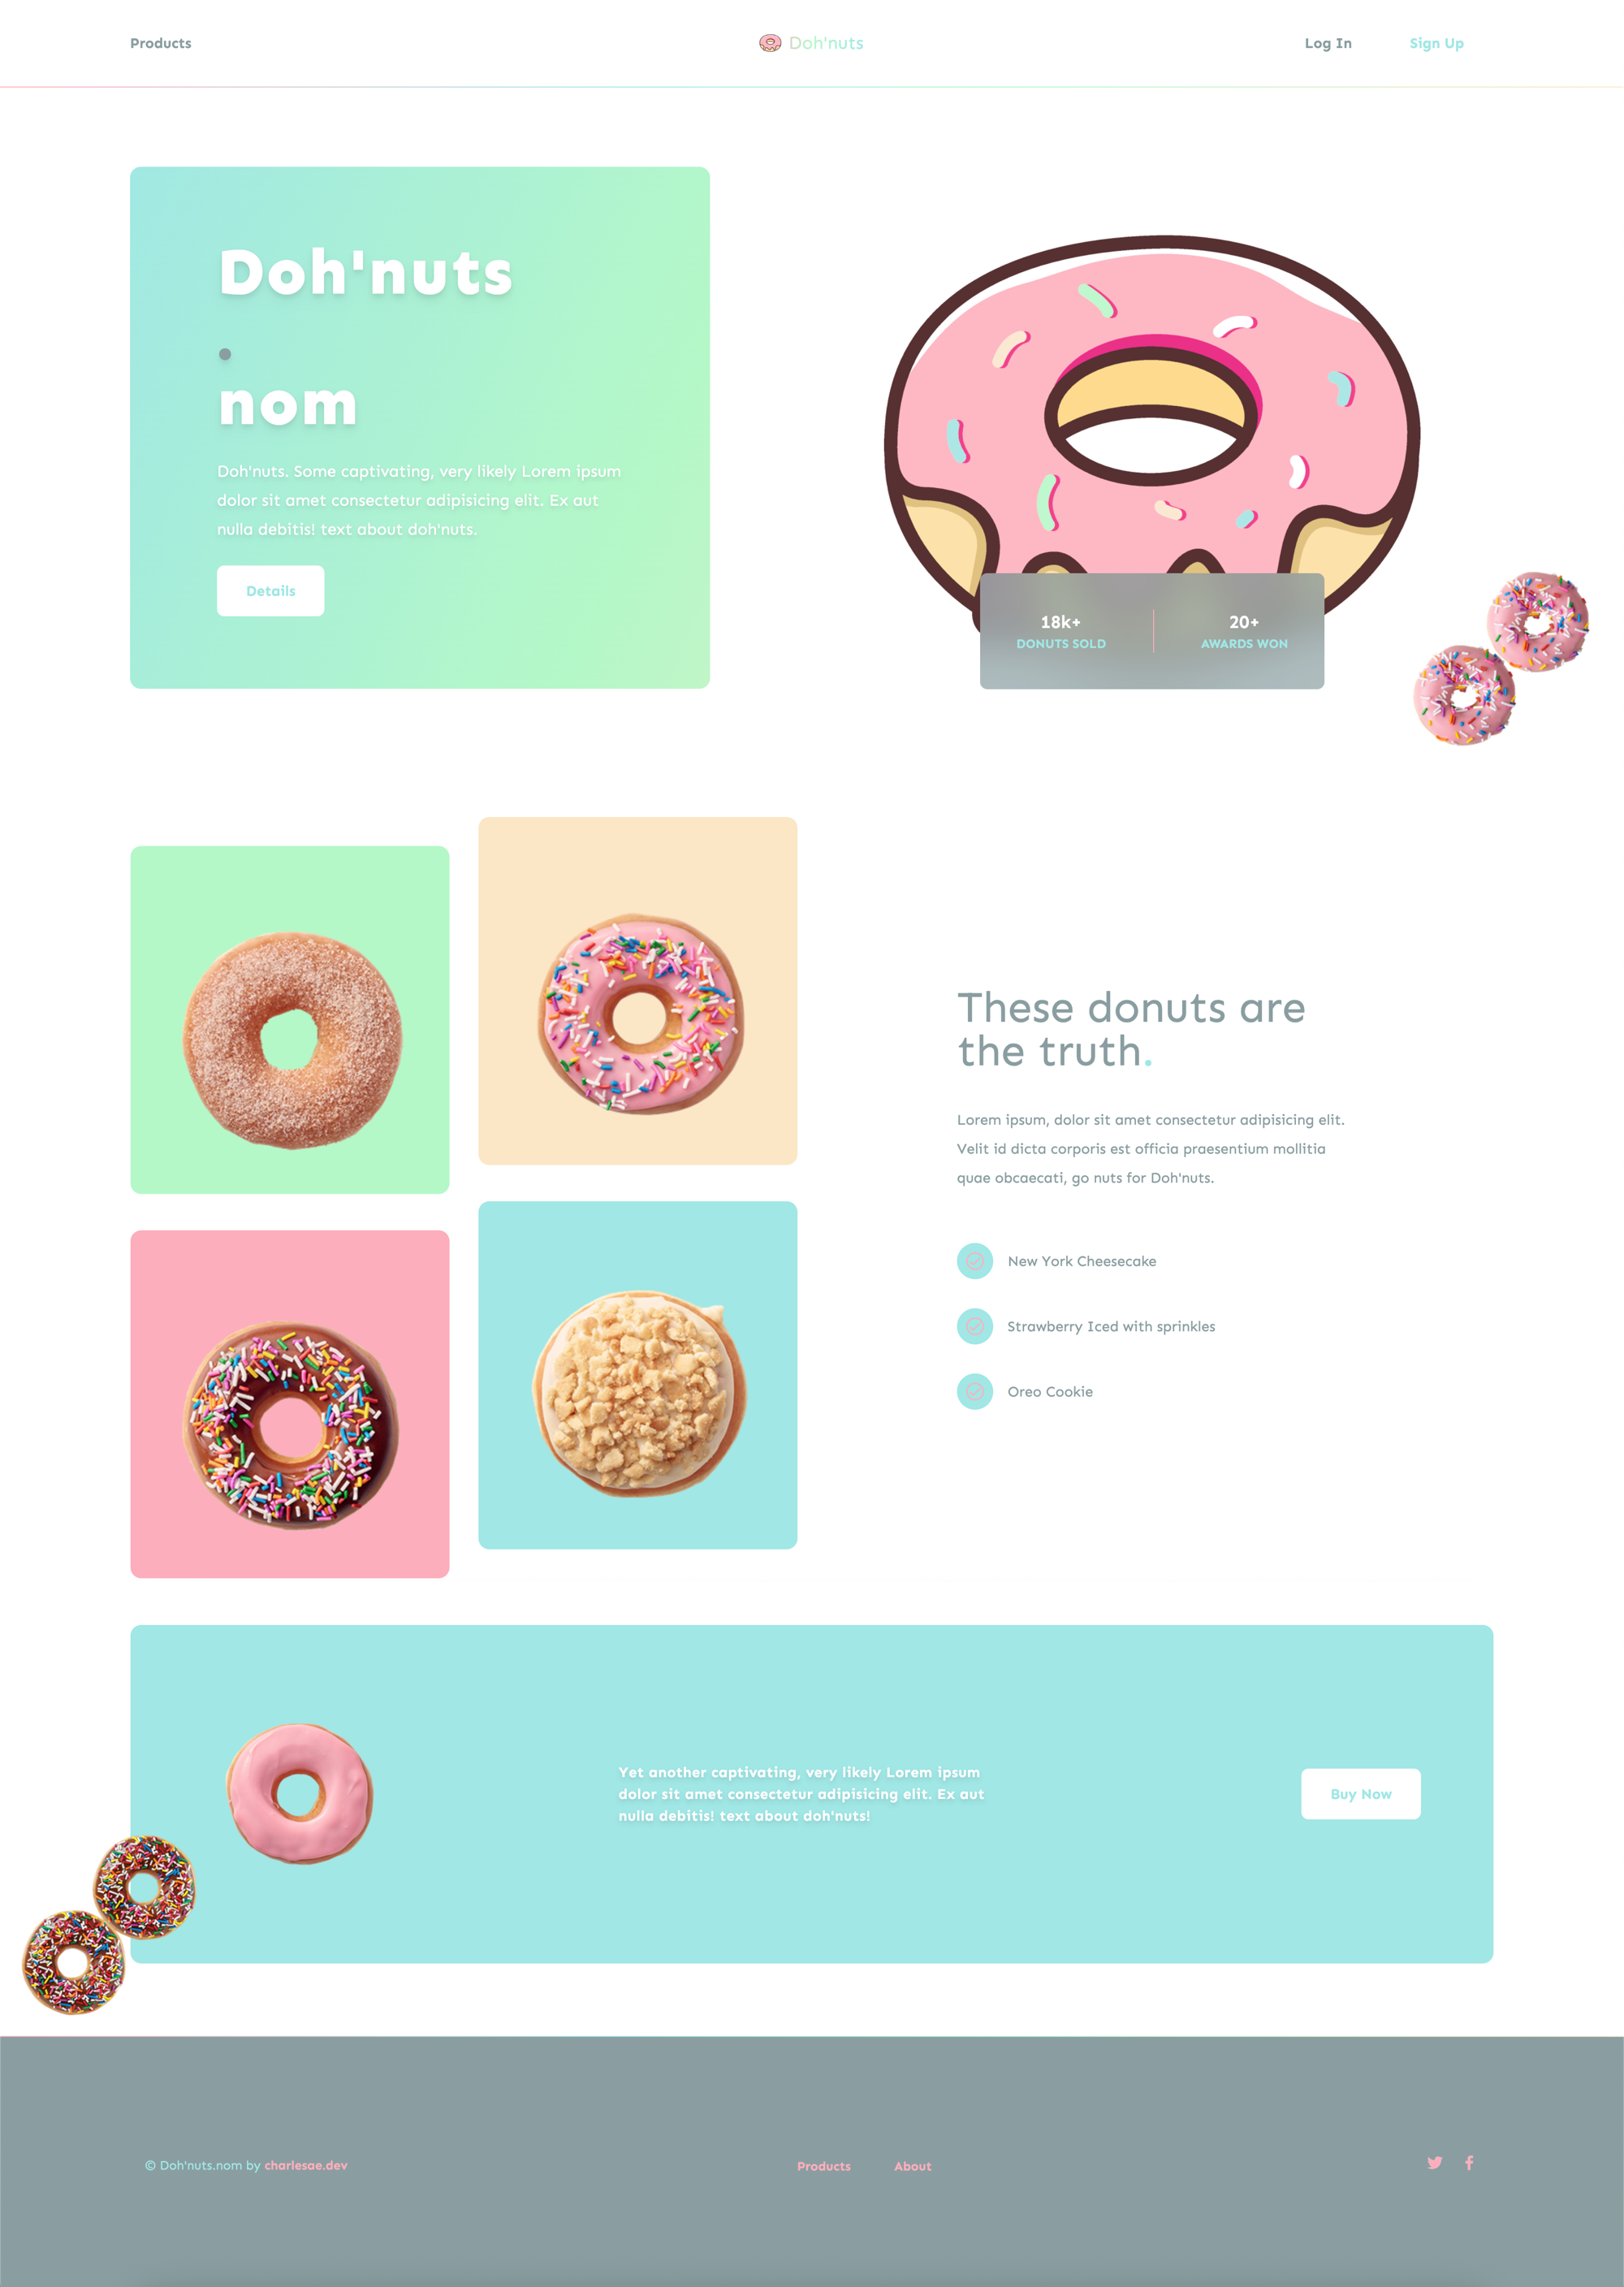 Products
Doh'nuts
Log In
Sign Up
Doh'nuts
.
nom
Doh'nuts. Some captivating, very likely Lorem ipsum
dolor sit amet consectetur adipisicing elit. Ex aut
nulla debitis! text about doh'nuts.
Details
18k+
DONUTS SOLD
20+
AWARDS WON
These donuts are
the truth.
Lorem ipsum, dolor sit amet consectetur adipisicing elit.
Velit id dicta corporis est officia praesentium mollitia
quae obcaecati, go nuts for Doh'nuts.
New York Cheesecake
Strawberry Iced with sprinkles
Oreo Cookie
Yet another captivating, very likely Lorem ipsum
dolor sit amet consectetur adipisicing elit. Ex aut
nulla debitis! text about doh'nuts!
Buy Now
© Doh'nuts.nom by charlesae.dev
Products
About